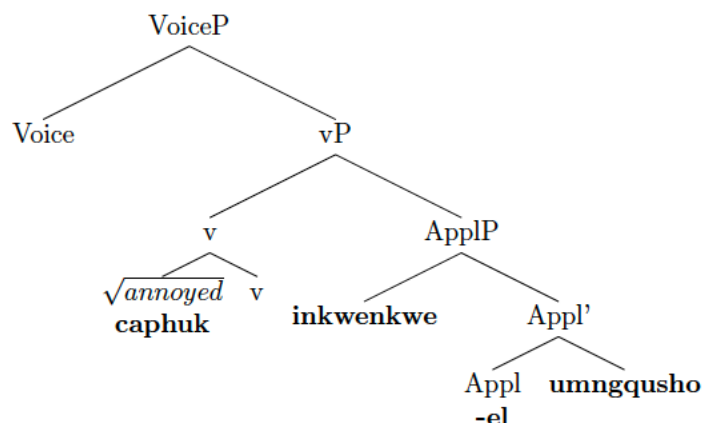 VoiceP
Voice vP
v ApplP
√annoyed v inkwenkwe Appl’
caphuk
Appl umngqusho
-el